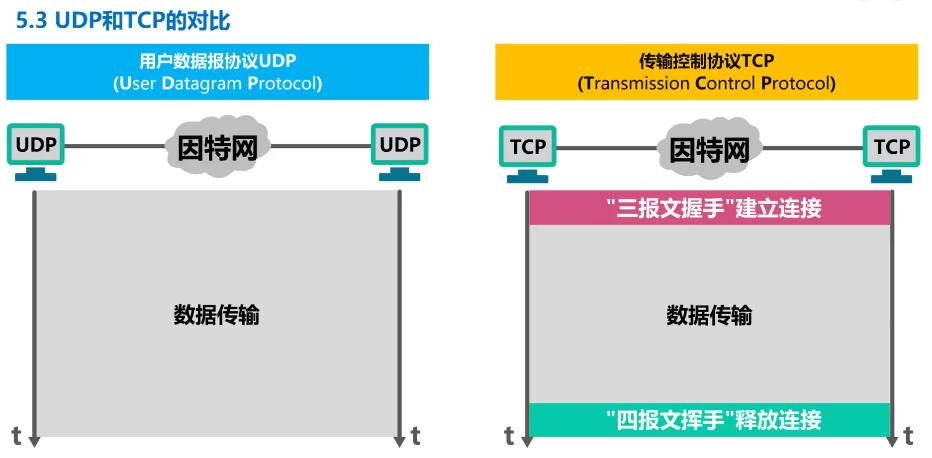 5.3 UDP和TCP的对比
用户数据报协议UDP
(User Datagram Protocol)
UDP
因特网
UDP
数据传输
t
t
传输控制协议TCP
(Transmission Control Protocol)
TCP
因特网
TCP
"三报文握手"建立连接
数据传输
"四报文挥手"释放连接
t
t